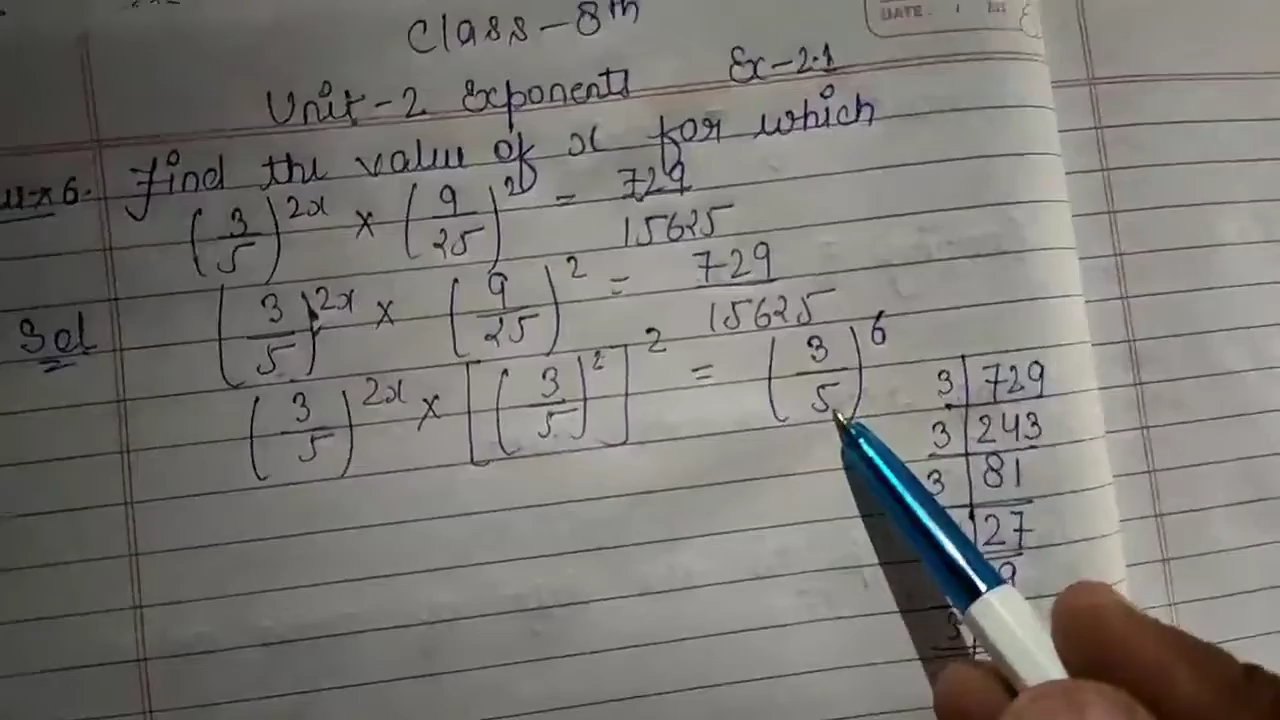 DATE.
Class-8th
Unit-2 Exponents Ex-2.1
6. Find the value of x for which
(3/5)^2x × (9/25)^2 = 729/15625
Sol (3/5)^2x × (9/25)^2 = 729/15625
(3/5)^2x × [(3/5)^2]^2 = (3/5)^6
3 | 729
3 | 243
3 | 81
| 27
9
3